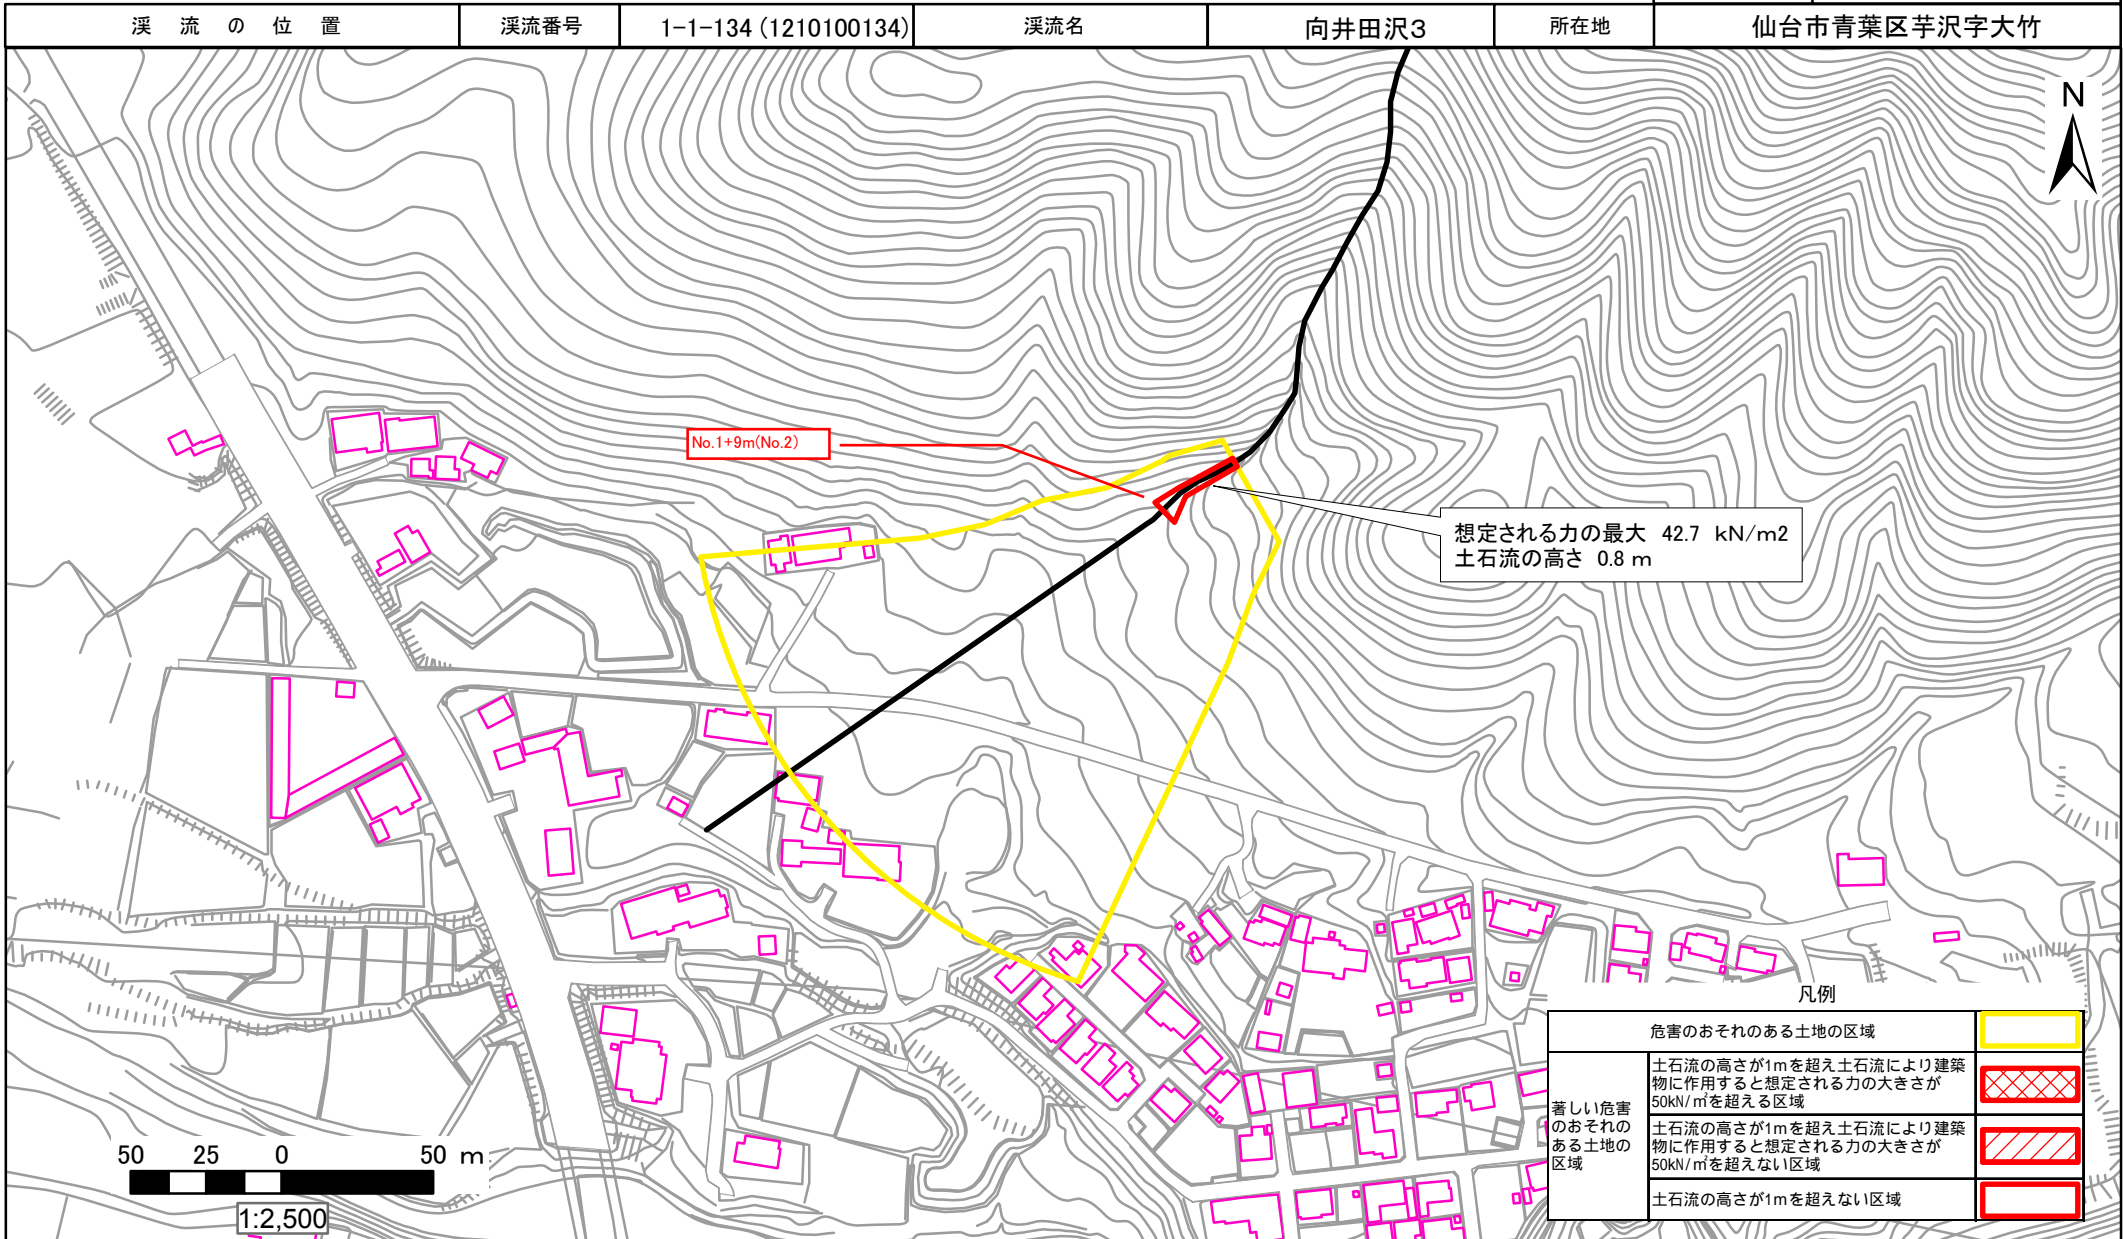 渓流の位置 渓流番号 1-1-134 (1210100134) 渓流名 向井田沢3 所在地 仙台市青葉区芋沢字大竹
N
No.1+9m(No.2)
想定される力の最大 42.7 kN/m2
土石流の高さ 0.8 m
凡例
危害のおそれのある土地の区域
著しい危害
のおそれの
ある土地の
区域
土石流の高さが1mを超え土石流により建築
物に作用すると想定される力の大きさが
50kN/㎡を超える区域
土石流の高さが1mを超え土石流により建築
物に作用すると想定される力の大きさが
50kN/㎡を超えない区域
土石流の高さが1mを超えない区域
50 25 0 50 m
1:2,500